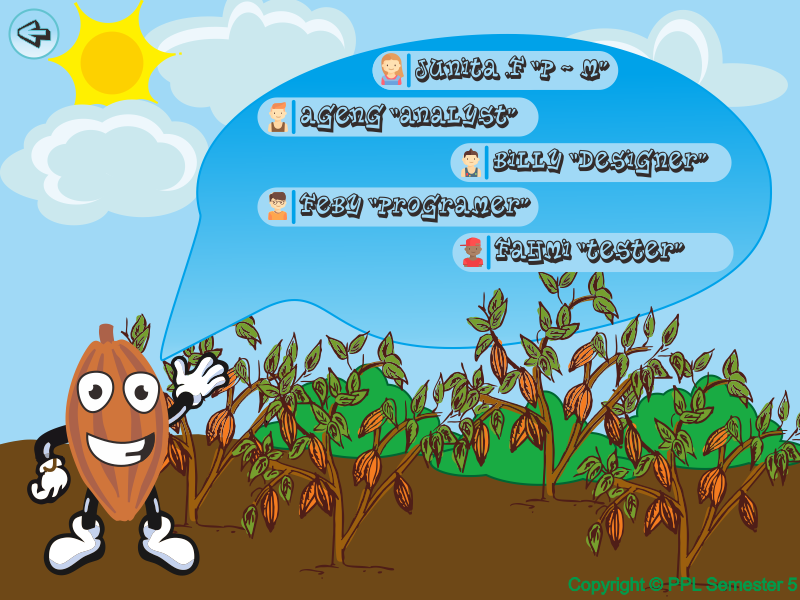 Junita F "P - M"
Ageng "Analyst"
Billy "Designer"
Feby "Programer"
Fahmi "Tester"
Copyright © PPL Semester 5